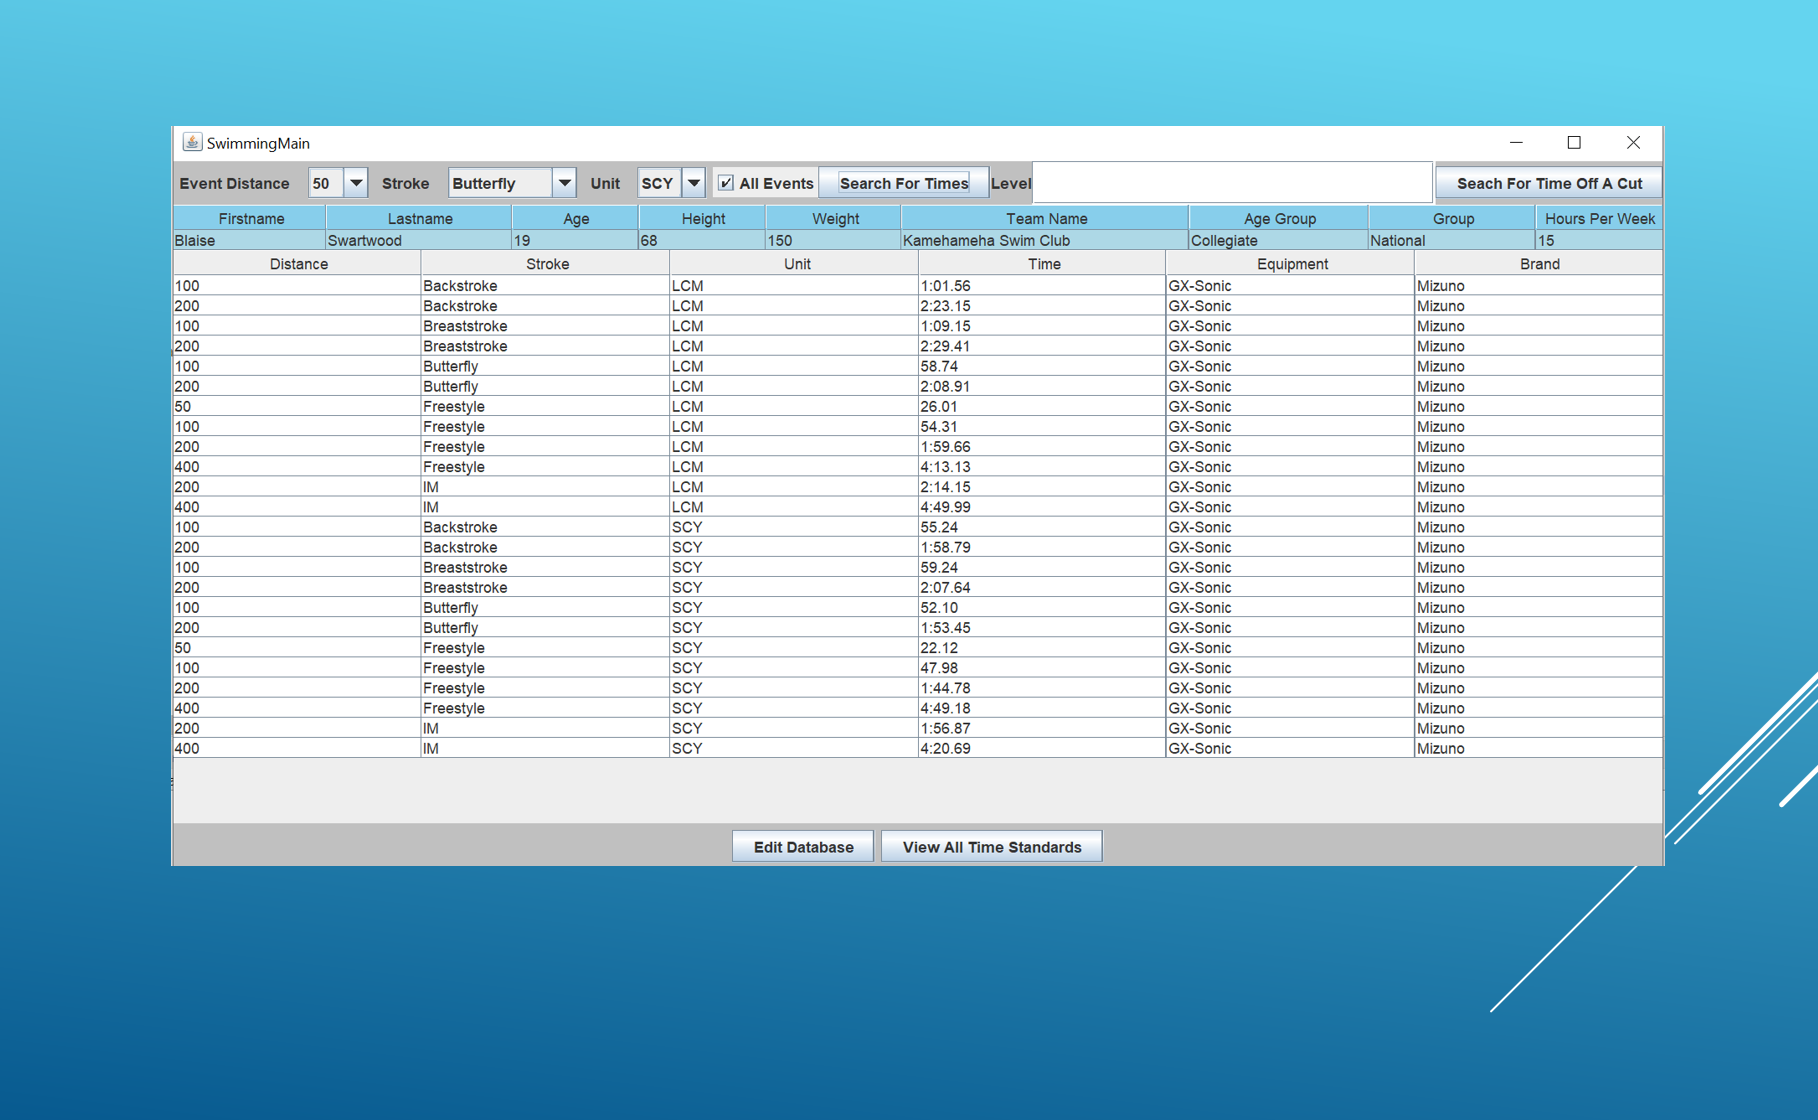 SwimmingMain
Event Distance 50 Stroke Butterfly Unit SCY All Events Search For Times Level Seach For Time Off A Cut
Firstname Lastname Age Height Weight Team Name Age Group Group Hours Per Week
Blaise Swartwood 19 68 150 Kamehameha Swim Club Collegiate National 15
Distance Stroke Unit Time Equipment Brand
100 Backstroke LCM 1:01.56 GX-Sonic Mizuno
200 Backstroke LCM 2:23.15 GX-Sonic Mizuno
100 Breaststroke LCM 1:09.15 GX-Sonic Mizuno
200 Breaststroke LCM 2:29.41 GX-Sonic Mizuno
100 Butterfly LCM 58.74 GX-Sonic Mizuno
200 Butterfly LCM 2:08.91 GX-Sonic Mizuno
50 Freestyle LCM 26.01 GX-Sonic Mizuno
100 Freestyle LCM 54.31 GX-Sonic Mizuno
200 Freestyle LCM 1:59.66 GX-Sonic Mizuno
400 Freestyle LCM 4:13.13 GX-Sonic Mizuno
200 IM LCM 2:14.15 GX-Sonic Mizuno
400 IM LCM 4:49.99 GX-Sonic Mizuno
100 Backstroke SCY 55.24 GX-Sonic Mizuno
200 Backstroke SCY 1:58.79 GX-Sonic Mizuno
100 Breaststroke SCY 59.24 GX-Sonic Mizuno
200 Breaststroke SCY 2:07.64 GX-Sonic Mizuno
100 Butterfly SCY 52.10 GX-Sonic Mizuno
200 Butterfly SCY 1:53.45 GX-Sonic Mizuno
50 Freestyle SCY 22.12 GX-Sonic Mizuno
100 Freestyle SCY 47.98 GX-Sonic Mizuno
200 Freestyle SCY 1:44.78 GX-Sonic Mizuno
400 Freestyle SCY 4:49.18 GX-Sonic Mizuno
200 IM SCY 1:56.87 GX-Sonic Mizuno
400 IM SCY 4:20.69 GX-Sonic Mizuno
Edit Database View All Time Standards